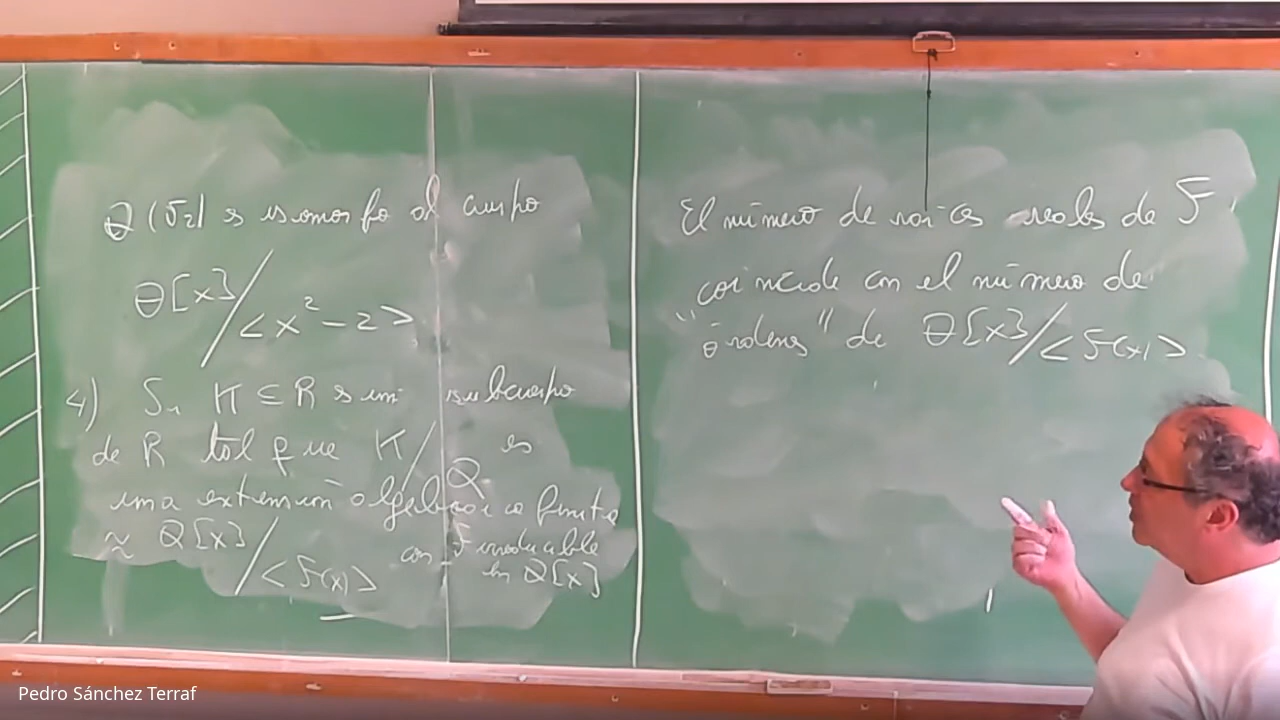 Q(√2) es isomorfo al cuerpo
Q[x]/<x²-2>
4) Si K ⊆ R es un subcuerpo
de R tal que K/Q es
una extensión algebraica finita
≈ Q[x]/<F(x)> con F irreducible
en Q[x]
El número de raíces reales de F,
coincide con el número de
"órdenes" de Q[x]/<F(x)>
Pedro Sánchez Terraf